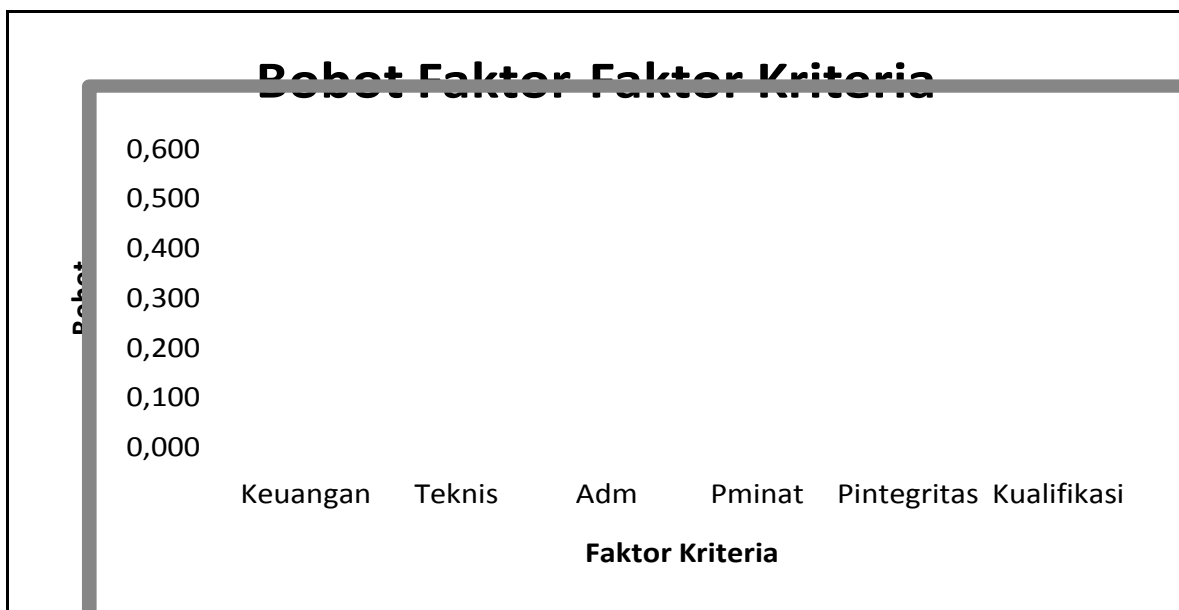 Bobot Faktor-Faktor Kriteria
0,600
0,500
0,400
0,300
0,200
0,100
0,000
Bobot
Keuangan Teknis Adm Pminat Pintegritas Kualifikasi
Faktor Kriteria